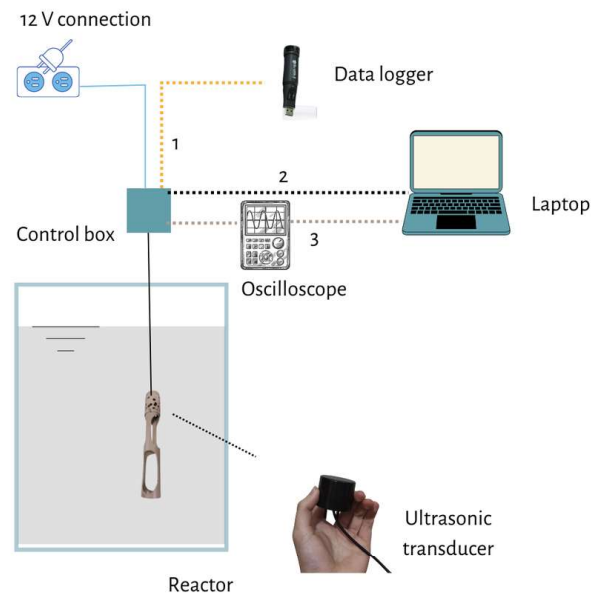 12 V connection
Data logger
1
2
Laptop
Control box
3
Oscilloscope
Ultrasonic
transducer
Reactor